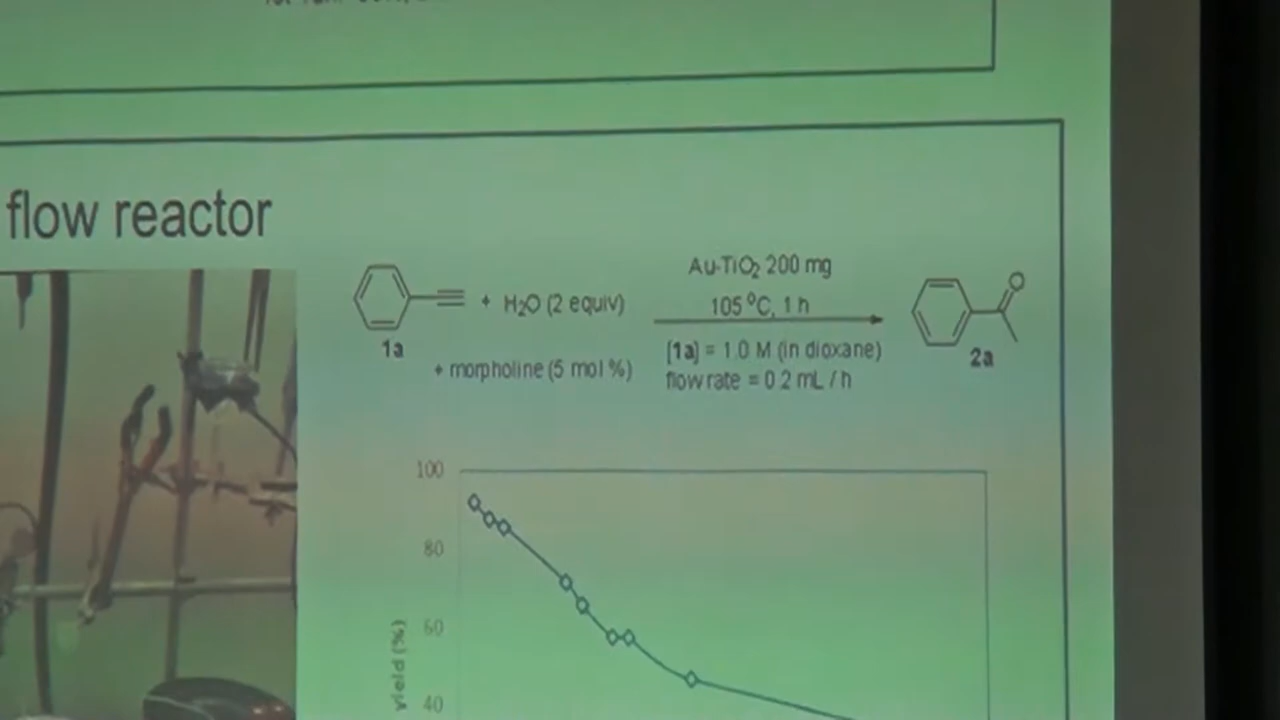 flow reactor
Au-TiO2 200 mg
+ H2O (2 equiv)
105 ºC, 1 h
1a
[1a] = 1.0 M (in dioxane)
2a
+ morpholine (5 mol %)
flow rate = 0.2 mL / h
O
100
80
60
40
yield (%)